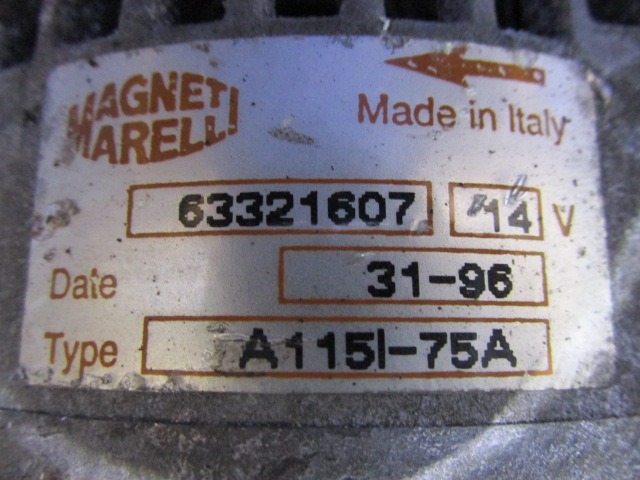 MAGNETI
MARELLI
Made in Italy
63321607 14 V
Date 31-96
Type A115I-75A